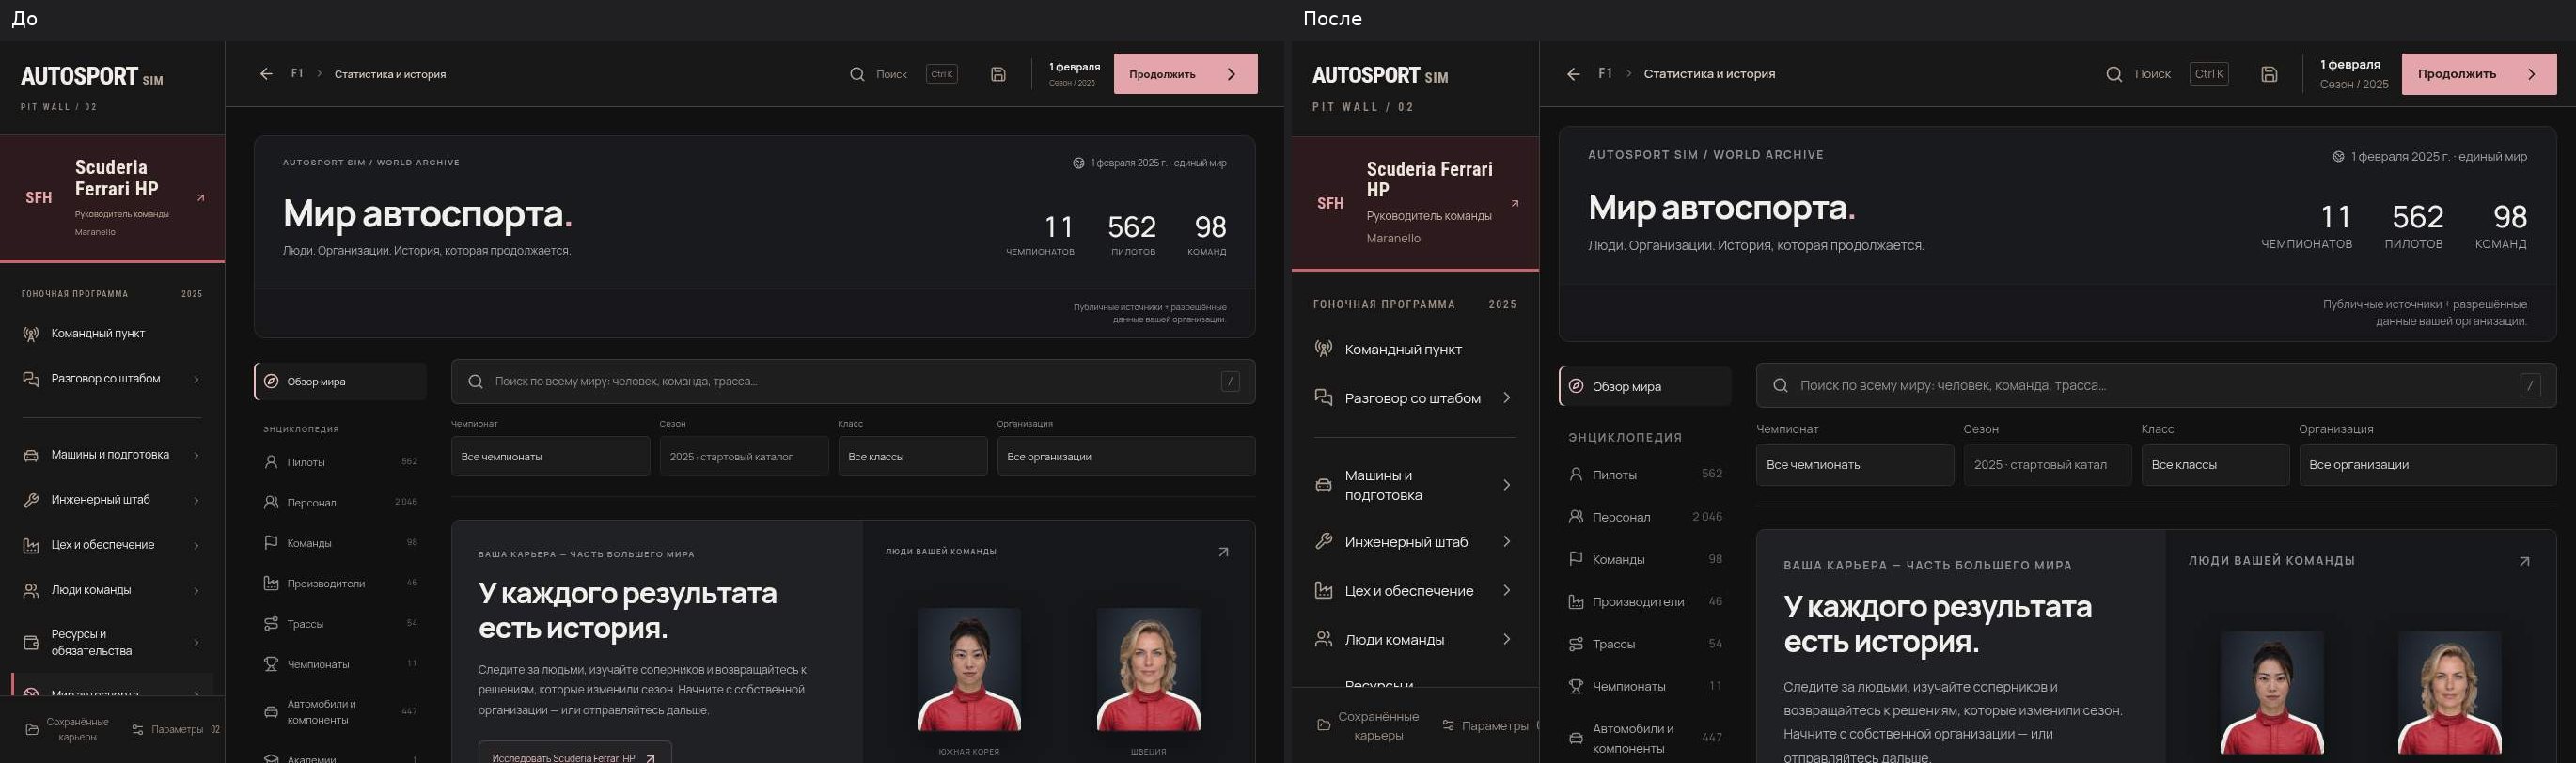 До
AUTOSPORT SIM
PIT WALL / 02
SFH
Scuderia
Ferrari HP
Руководитель команды
Maranello
ГОНОЧНАЯ ПРОГРАММА 2025
Командный пункт
Разговор со штабом
Машины и подготовка
Инженерный штаб
Цех и обеспечение
Люди команды
Ресурсы и
обязательства
Мир автоспорта
Сохранённые
карьеры
Параметры 02
F1 Статистика и история
Поиск Ctrl K
1 февраля
Сезон / 2025
Продолжить
AUTOSPORT SIM / WORLD ARCHIVE
1 февраля 2025 г. · единый мир
Мир автоспорта.
Люди. Организации. История, которая продолжается.
11 562 98
ЧЕМПИОНАТОВ ПИЛОТОВ КОМАНД
Публичные источники + разрешённые
данные вашей организации.
Обзор мира
ЭНЦИКЛОПЕДИЯ
Пилоты 562
Персонал 2 046
Команды 98
Производители 46
Трассы 54
Чемпионаты 11
Автомобили и
компоненты 447
Академии 1
Поиск по всему миру: человек, команда, трасса... /
Чемпионат Сезон Класс Организация
Все чемпионаты 2025 · стартовый каталог Все классы Все организации
ВАША КАРЬЕРА — ЧАСТЬ БОЛЬШЕГО МИРА
У каждого результата
есть история.
Следите за людьми, изучайте соперников и возвращайтесь к
решениям, которые изменили сезон. Начните с собственной
организации — или отправляйтесь дальше.
Исследовать Scuderia Ferrari HP
ЛЮДИ ВАШЕЙ КОМАНДЫ
ЮЖНАЯ КОРЕЯ ШВЕЦИЯ
После
AUTOSPORT SIM
PIT WALL / 02
SFH
Scuderia Ferrari
HP
Руководитель команды
Maranello
ГОНОЧНАЯ ПРОГРАММА 2025
Командный пункт
Разговор со штабом
Машины и
подготовка
Инженерный штаб
Цех и обеспечение
Люди команды
Ресурсы и
Сохранённые
карьеры
Параметры
F1 Статистика и история
Поиск Ctrl K
1 февраля
Сезон / 2025
Продолжить
AUTOSPORT SIM / WORLD ARCHIVE
1 февраля 2025 г. · единый мир
Мир автоспорта.
Люди. Организации. История, которая продолжается.
11 562 98
ЧЕМПИОНАТОВ ПИЛОТОВ КОМАНД
Публичные источники + разрешённые
данные вашей организации.
Обзор мира
ЭНЦИКЛОПЕДИЯ
Пилоты 562
Персонал 2 046
Команды 98
Производители 46
Трассы 54
Чемпионаты 11
Автомобили и
компоненты 447
Поиск по всему миру: человек, команда, трасса... /
Чемпионат Сезон Класс Организация
Все чемпионаты 2025 · стартовый катал Все классы Все организации
ВАША КАРЬЕРА — ЧАСТЬ БОЛЬШЕГО МИРА
У каждого результата
есть история.
Следите за людьми, изучайте соперников и
возвращайтесь к решениям, которые изменили сезон.
Начните с собственной организации — или
отправляйтесь дальше.
ЛЮДИ ВАШЕЙ КОМАНДЫ